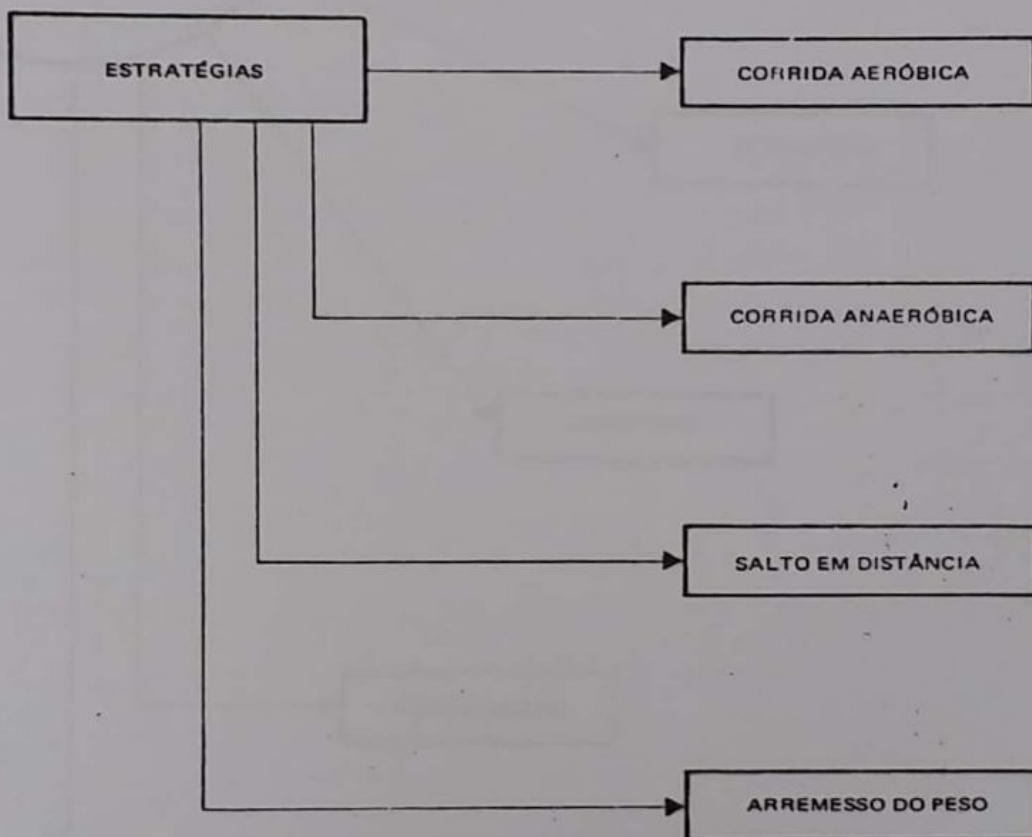 ESTRATÉGIAS
CORRIDA AERÓBICA
CORRIDA ANAERÓBICA
SALTO EM DISTÂNCIA
ARREMESSO DO PESO